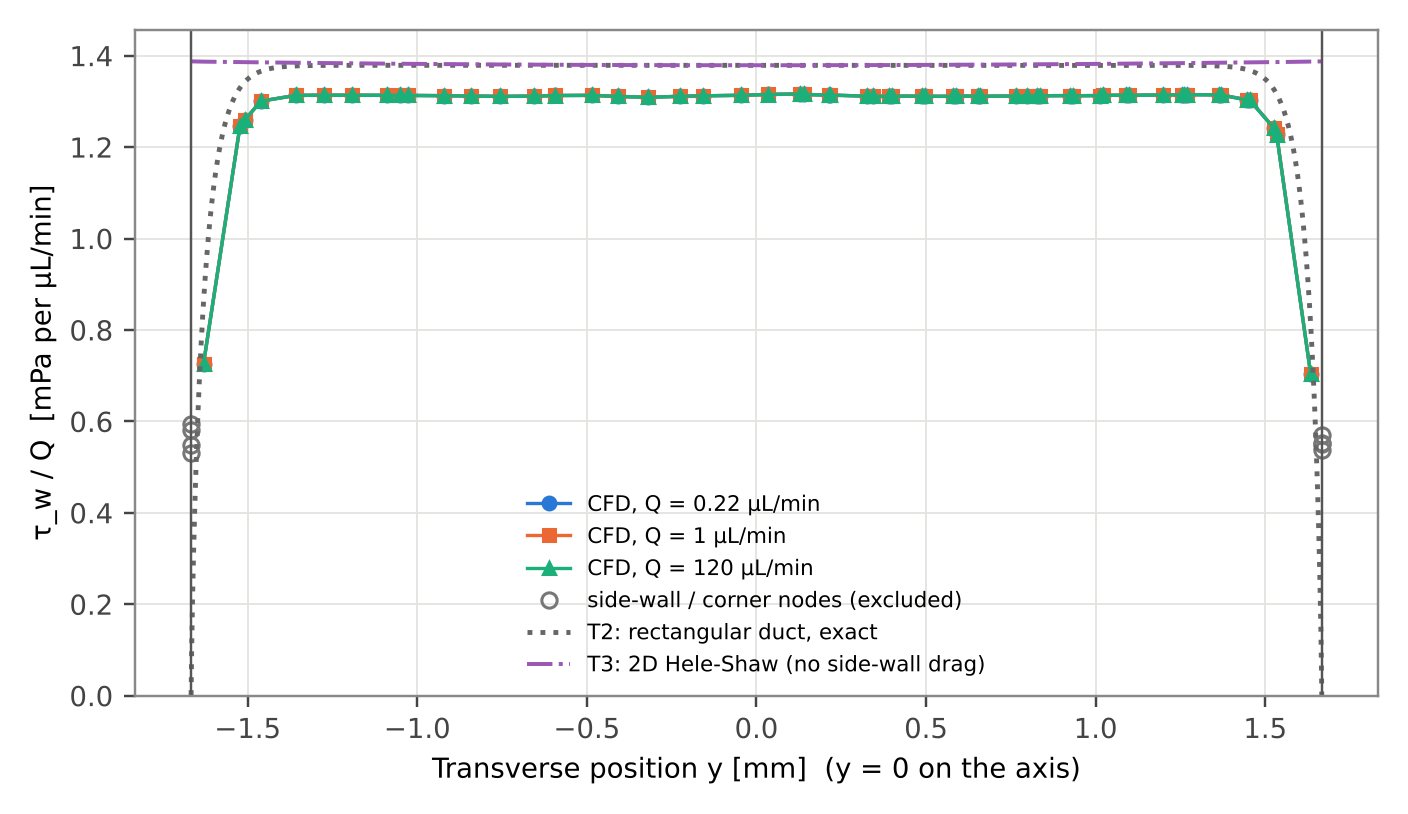 1.4
1.2
1.0
0.8
0.6
0.4
0.2
0.0
τ_w / Q [mPa per µL/min]
CFD, Q = 0.22 µL/min
CFD, Q = 1 µL/min
CFD, Q = 120 µL/min
side-wall / corner nodes (excluded)
T2: rectangular duct, exact
T3: 2D Hele-Shaw (no side-wall drag)
−1.5 −1.0 −0.5 0.0 0.5 1.0 1.5
Transverse position y [mm] (y = 0 on the axis)